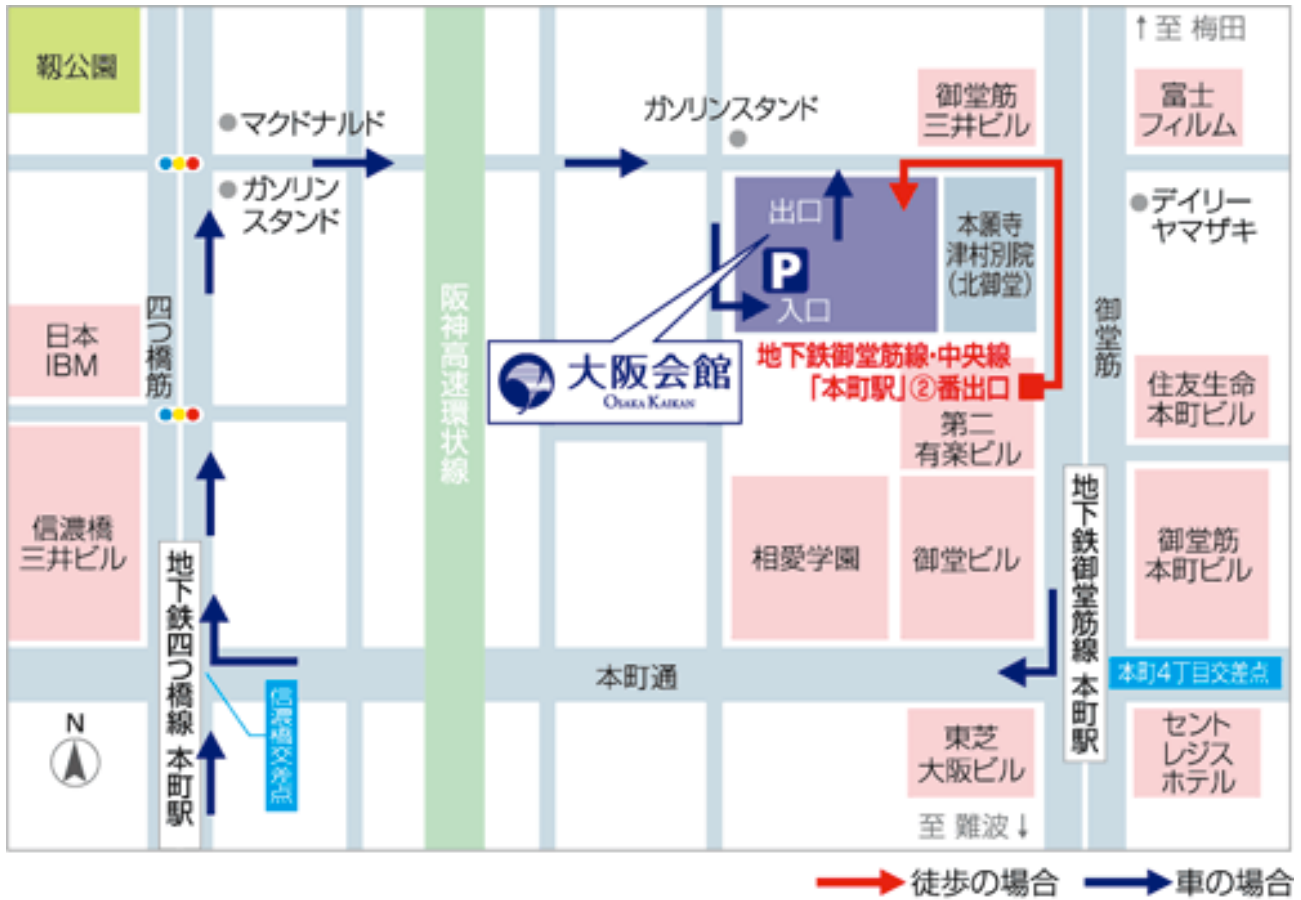 ↑至 梅田
靱公園
マクドナルド
ガソリンスタンド
御堂筋
三井ビル
富士
フィルム
ガソリン
スタンド
出口
P
入口
本願寺
津村別院
(北御堂)
デイリー
ヤマザキ
日本
IBM
四つ橋筋
阪神高速環状線
大阪会館
OSAKA KAIKAN
地下鉄御堂筋線・中央線
「本町駅」②番出口
御堂筋
住友生命
本町ビル
第二
有楽ビル
信濃橋
三井ビル
地下鉄四つ橋線 本町駅
相愛学園
御堂ビル
地下鉄御堂筋線 本町駅
御堂筋
本町ビル
本町通
本町4丁目交差点
信濃橋交差点
N
東芝
大阪ビル
セント
レジス
ホテル
至 難波↓
徒歩の場合
車の場合